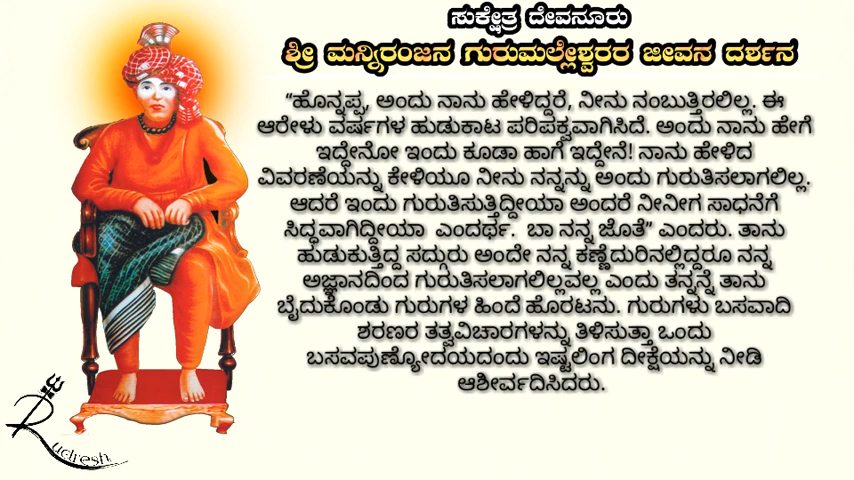 ಸುಕ್ಷೇತ್ರ ದೇವನೂರು
ಶ್ರೀ ಮನ್ನಿರಂಜನ ಗುರುಮಲ್ಲೇಶ್ವರರ ಜೀವನ ದರ್ಶನ
“ಹೊನ್ನಪ್ಪ, ಅಂದು ನಾನು ಹೇಳಿದ್ದರೆ, ನೀನು ನಂಬುತ್ತಿರಲಿಲ್ಲ. ಈ
ಆರೇಳು ವರ್ಷಗಳ ಹುಡುಕಾಟ ಪರಿಪಕ್ವವಾಗಿಸಿದೆ. ಅಂದು ನಾನು ಹೇಗೆ
ಇದ್ದೇನೋ ಇಂದು ಕೂಡಾ ಹಾಗೆ ಇದ್ದೇನೆ! ನಾನು ಹೇಳಿದ
ವಿವರಣೆಯನ್ನು ಕೇಳಿಯೂ ನೀನು ನನ್ನನ್ನು ಅಂದು ಗುರುತಿಸಲಾಗಲಿಲ್ಲ.
ಆದರೆ ಇಂದು ಗುರುತಿಸುತ್ತಿದ್ದೀಯಾ ಅಂದರೆ ನೀನೀಗ ಸಾಧನೆಗೆ
ಸಿದ್ಧವಾಗಿದ್ದೀಯಾ ಎಂದರ್ಥ. ಬಾ ನನ್ನ ಜೊತೆ” ಎಂದರು. ತಾನು
ಹುಡುಕುತ್ತಿದ್ದ ಸದ್ಗುರು ಅಂದೇ ನನ್ನ ಕಣ್ಣೆದುರಿನಲ್ಲಿದ್ದರೂ ನನ್ನ
ಅಜ್ಞಾನದಿಂದ ಗುರುತಿಸಲಾಗಲಿಲ್ಲವಲ್ಲ ಎಂದು ತನ್ನನ್ನೆ ತಾನು
ಬೈದುಕೊಂಡು ಗುರುಗಳ ಹಿಂದೆ ಹೊರಟನು. ಗುರುಗಳು ಬಸವಾದಿ
ಶರಣರ ತತ್ವವಿಚಾರಗಳನ್ನು ತಿಳಿಸುತ್ತಾ ಒಂದು
ಬಸವಪುಣ್ಯೋದಯದಂದು ಇಷ್ಟಲಿಂಗ ದೀಕ್ಷೆಯನ್ನು ನೀಡಿ
ಆಶೀರ್ವದಿಸಿದರು.
Rudresh